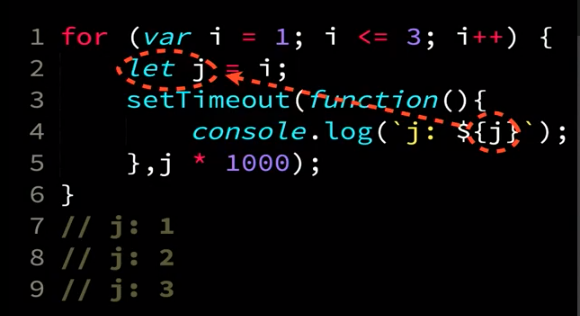 1 for (var i = 1; i <= 3; i++) {
2     let j = i;
3     setTimeout(function(){
4         console.log(`j: ${j}`);
5     },j * 1000);
6 }
7 // j: 1
8 // j: 2
9 // j: 3